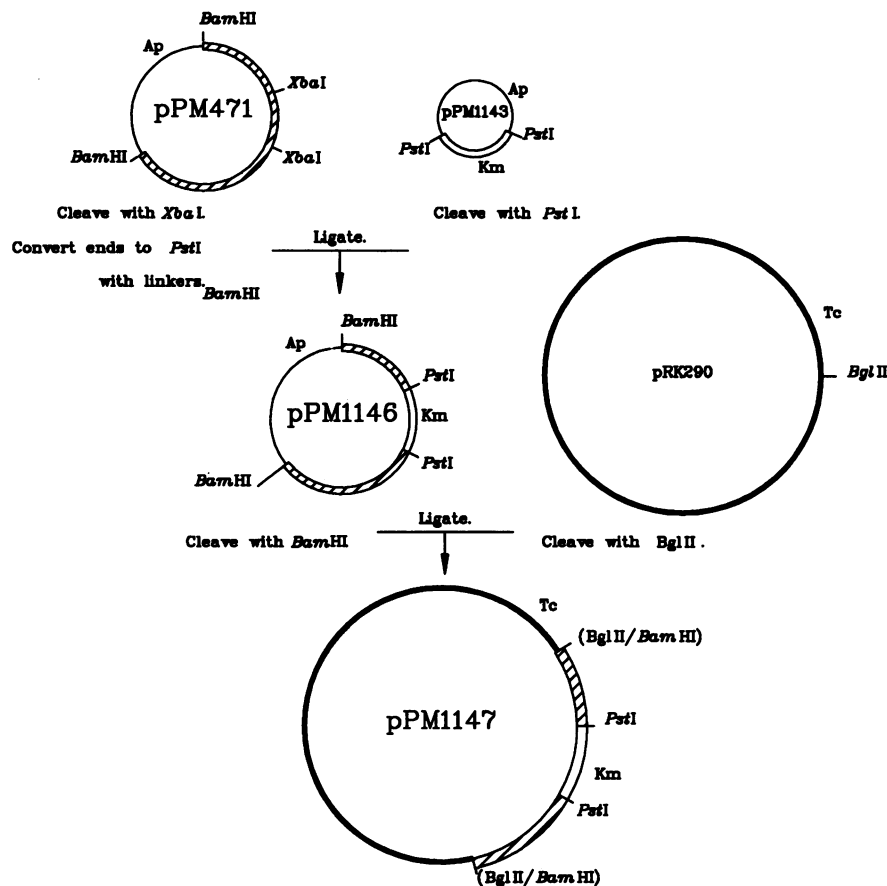 BamHI
Ap
XbaI
pPM471
BamHI
XbaI
Ap
pPM1143
PstI
PstI
Km
Cleave with XbaI.
Convert ends to PstI
with linkers.
Cleave with PstI.
Ligate.
BamHI
BamHI
Ap
PstI
pPM1146
Km
PstI
BamHI
Tc
pRK290
BglII
Cleave with BamHI
Ligate.
Cleave with BglII.
Tc
(BglII/BamHI)
pPM1147
PstI
Km
PstI
(BglII/BamHI)